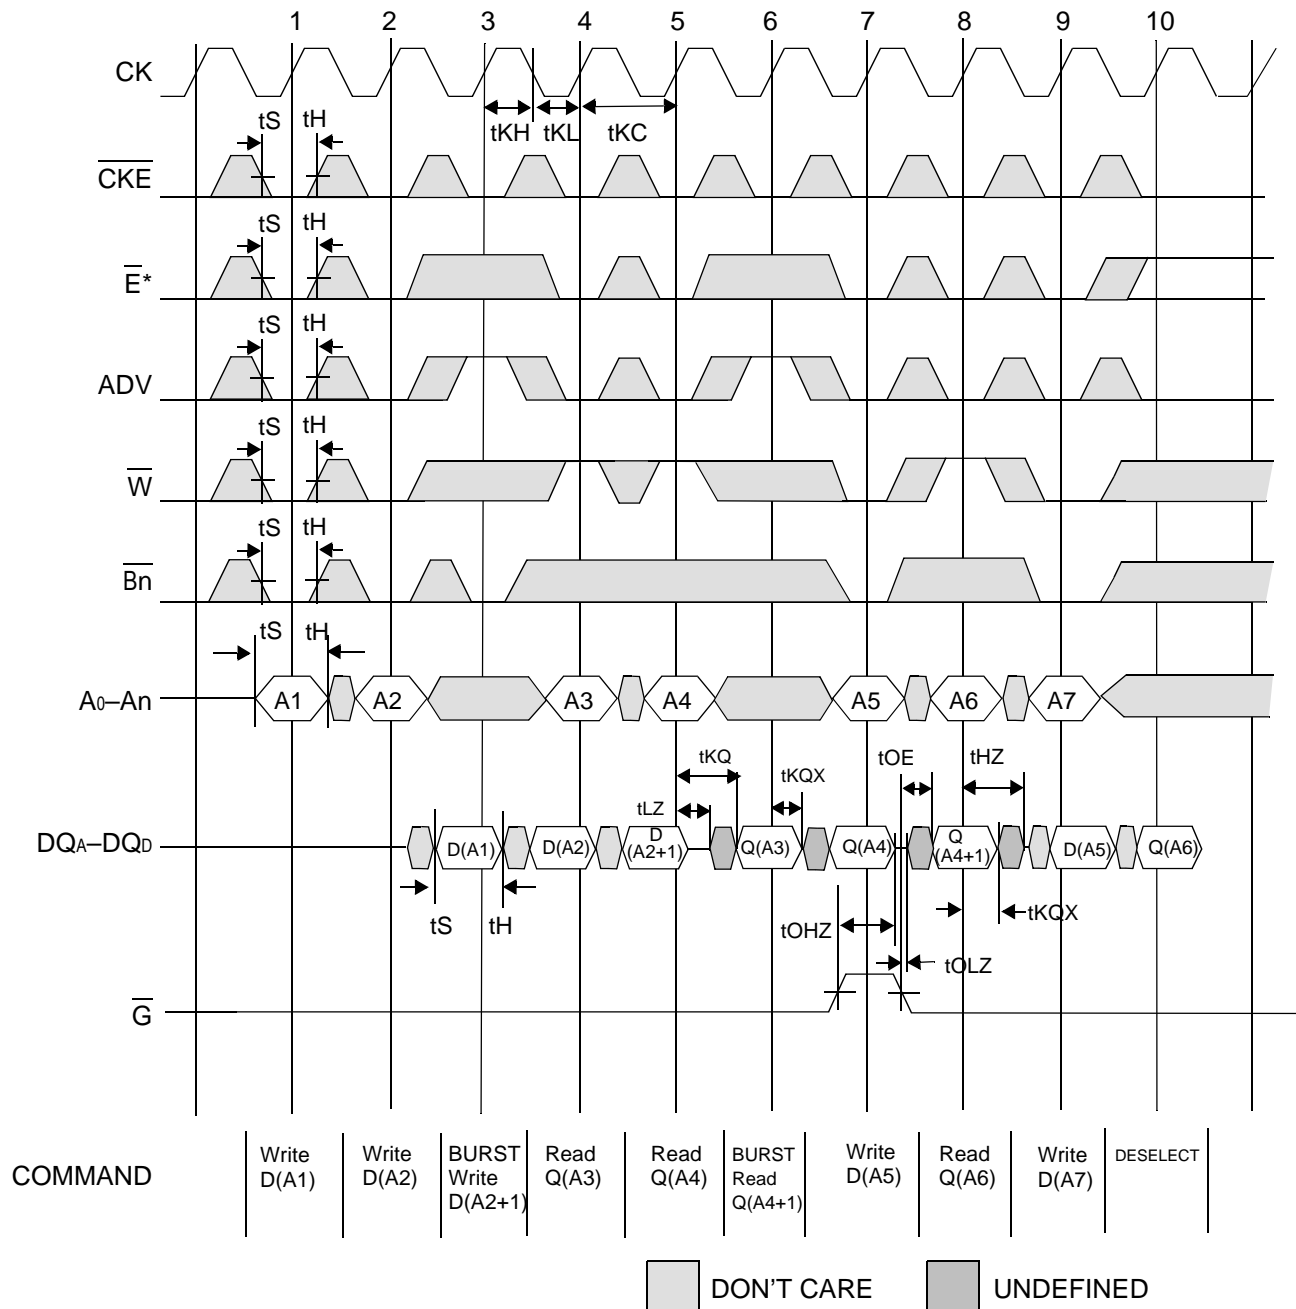 1 2 3 4 5 6 7 8 9 10
CK
tKH tKL tKC
tS tH
CKE
tS tH
E*
tS tH
ADV
tS tH
W
tS tH
Bn
tS tH
A0–An A1 A2 A3 A4 A5 A6 A7
tKQ tKQX tOE tHZ
tLZ
DQA–DQD D(A1) D(A2) D (A2+1) Q(A3) Q(A4) Q (A4+1) D(A5) Q(A6)
tS tH tOHZ tKQX
tOLZ
G
COMMAND
Write D(A1)
Write D(A2)
BURST Write D(A2+1)
Read Q(A3)
Read Q(A4)
BURST Read Q(A4+1)
Write D(A5)
Read Q(A6)
Write D(A7)
DESELECT
DON'T CARE UNDEFINED